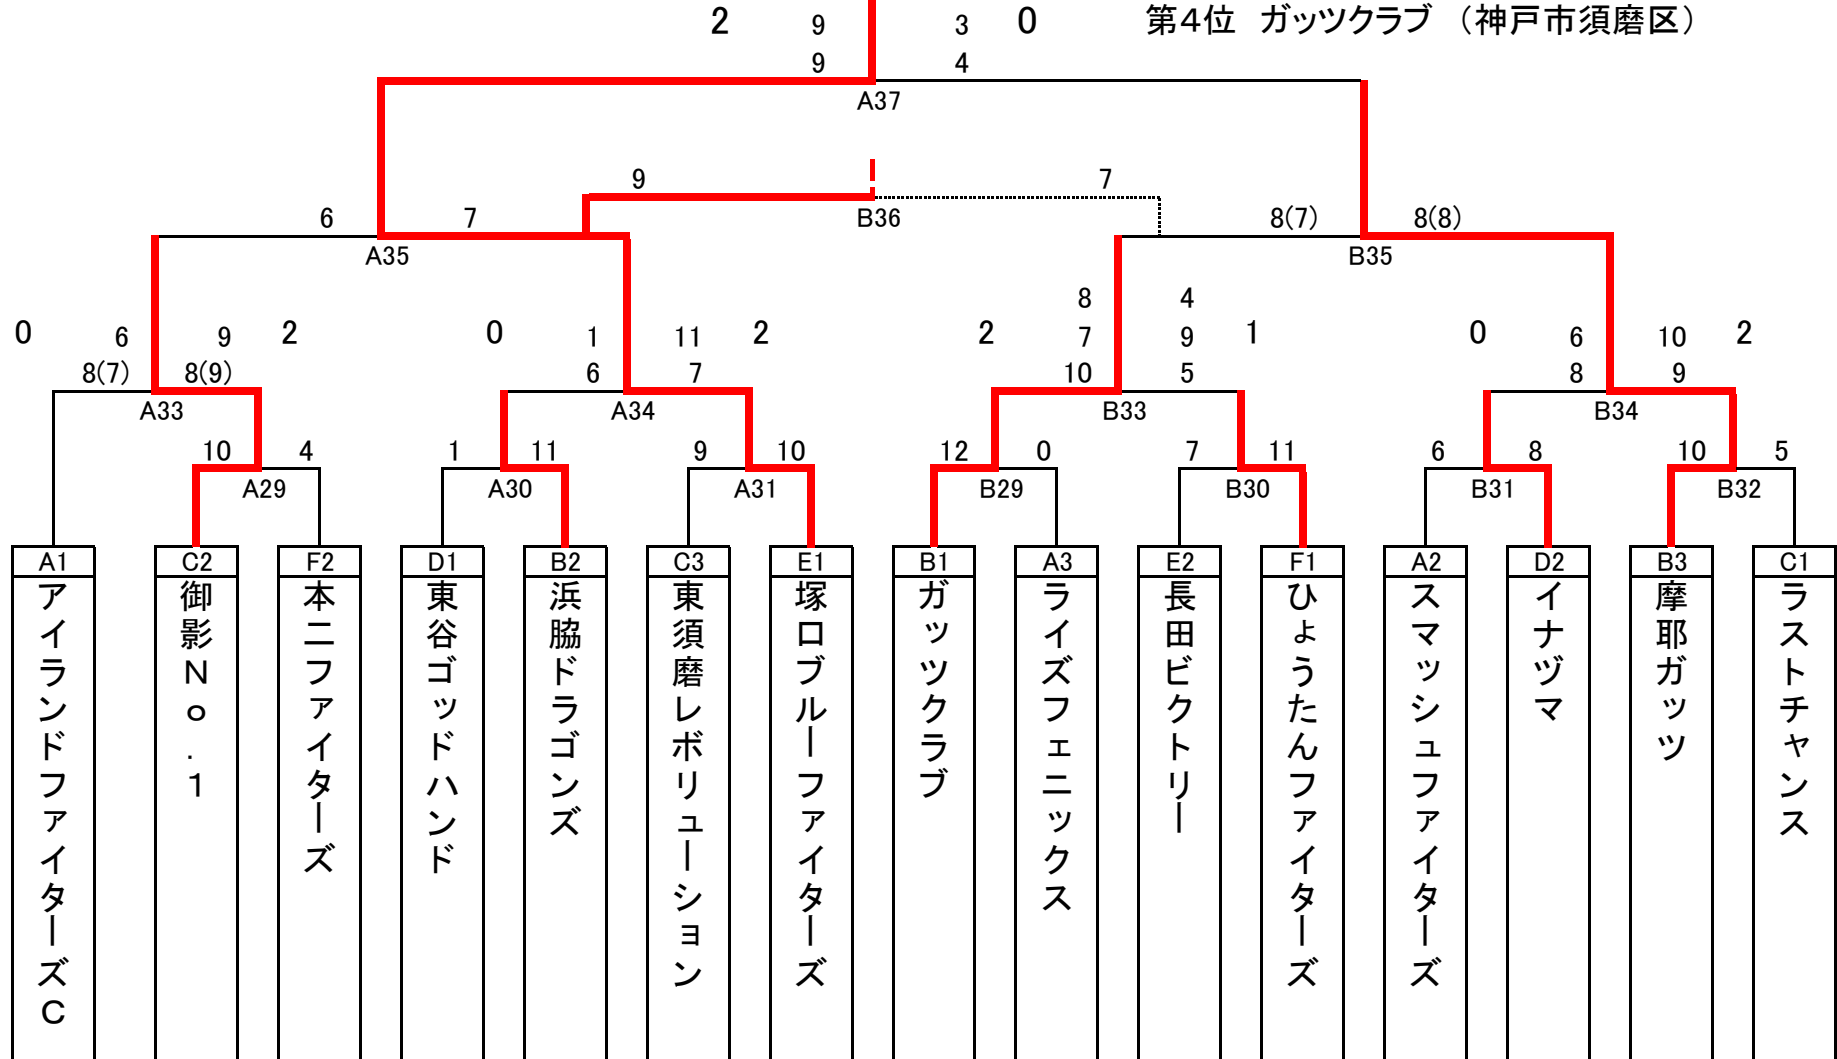 2 9 3 0 第4位 ガッツクラブ （神戸市須磨区）
9 4
A37
9 7
6 7 B36 8(7) 8(8)
A35 B35
8 4
0 6 9 2 0 1 11 2 2 7 9 1 0 6 10 2
8(7) 8(9) 6 7 10 5 8 9
A33 A34 B33 B34
10 4 1 11 9 10 12 0 7 11 6 8 10 5
A29 A30 A31 B29 B30 B31 B32
A1 C2 F2 D1 B2 C3 E1 B1 A3 E2 F1 A2 D2 B3 C1
アイランドファイターズC
御影No.1
本二ファイターズ
東谷ゴッドハンド
浜脇ドラゴンズ
東須磨レボリューション
塚口ブルーファイターズ
ガッツクラブ
ライズフェニックス
長田ビクトリー
ひょうたんファイターズ
スマッシュファイターズ
イナヅマ
摩耶ガッツ
ラストチャンス